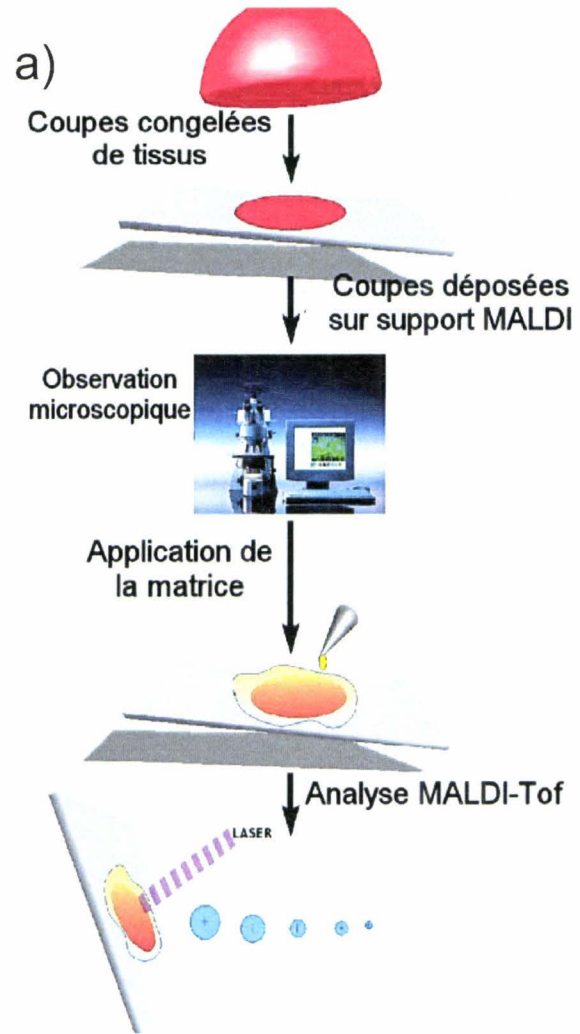 a)
Coupes congelées
de tissus
Coupes déposées
sur support MALDI
Observation
microscopique
Application de
la matrice
Analyse MALDI-Tof
LASER